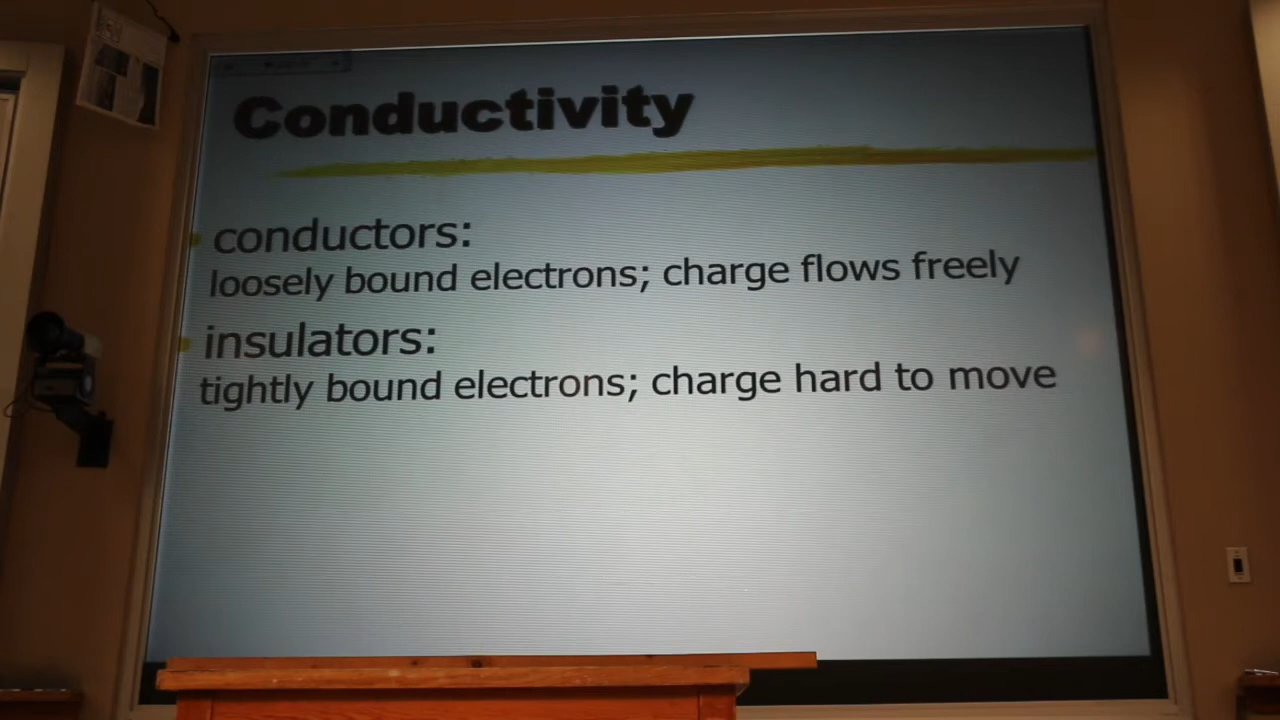 Conductivity
conductors:
loosely bound electrons; charge flows freely
insulators:
tightly bound electrons; charge hard to move